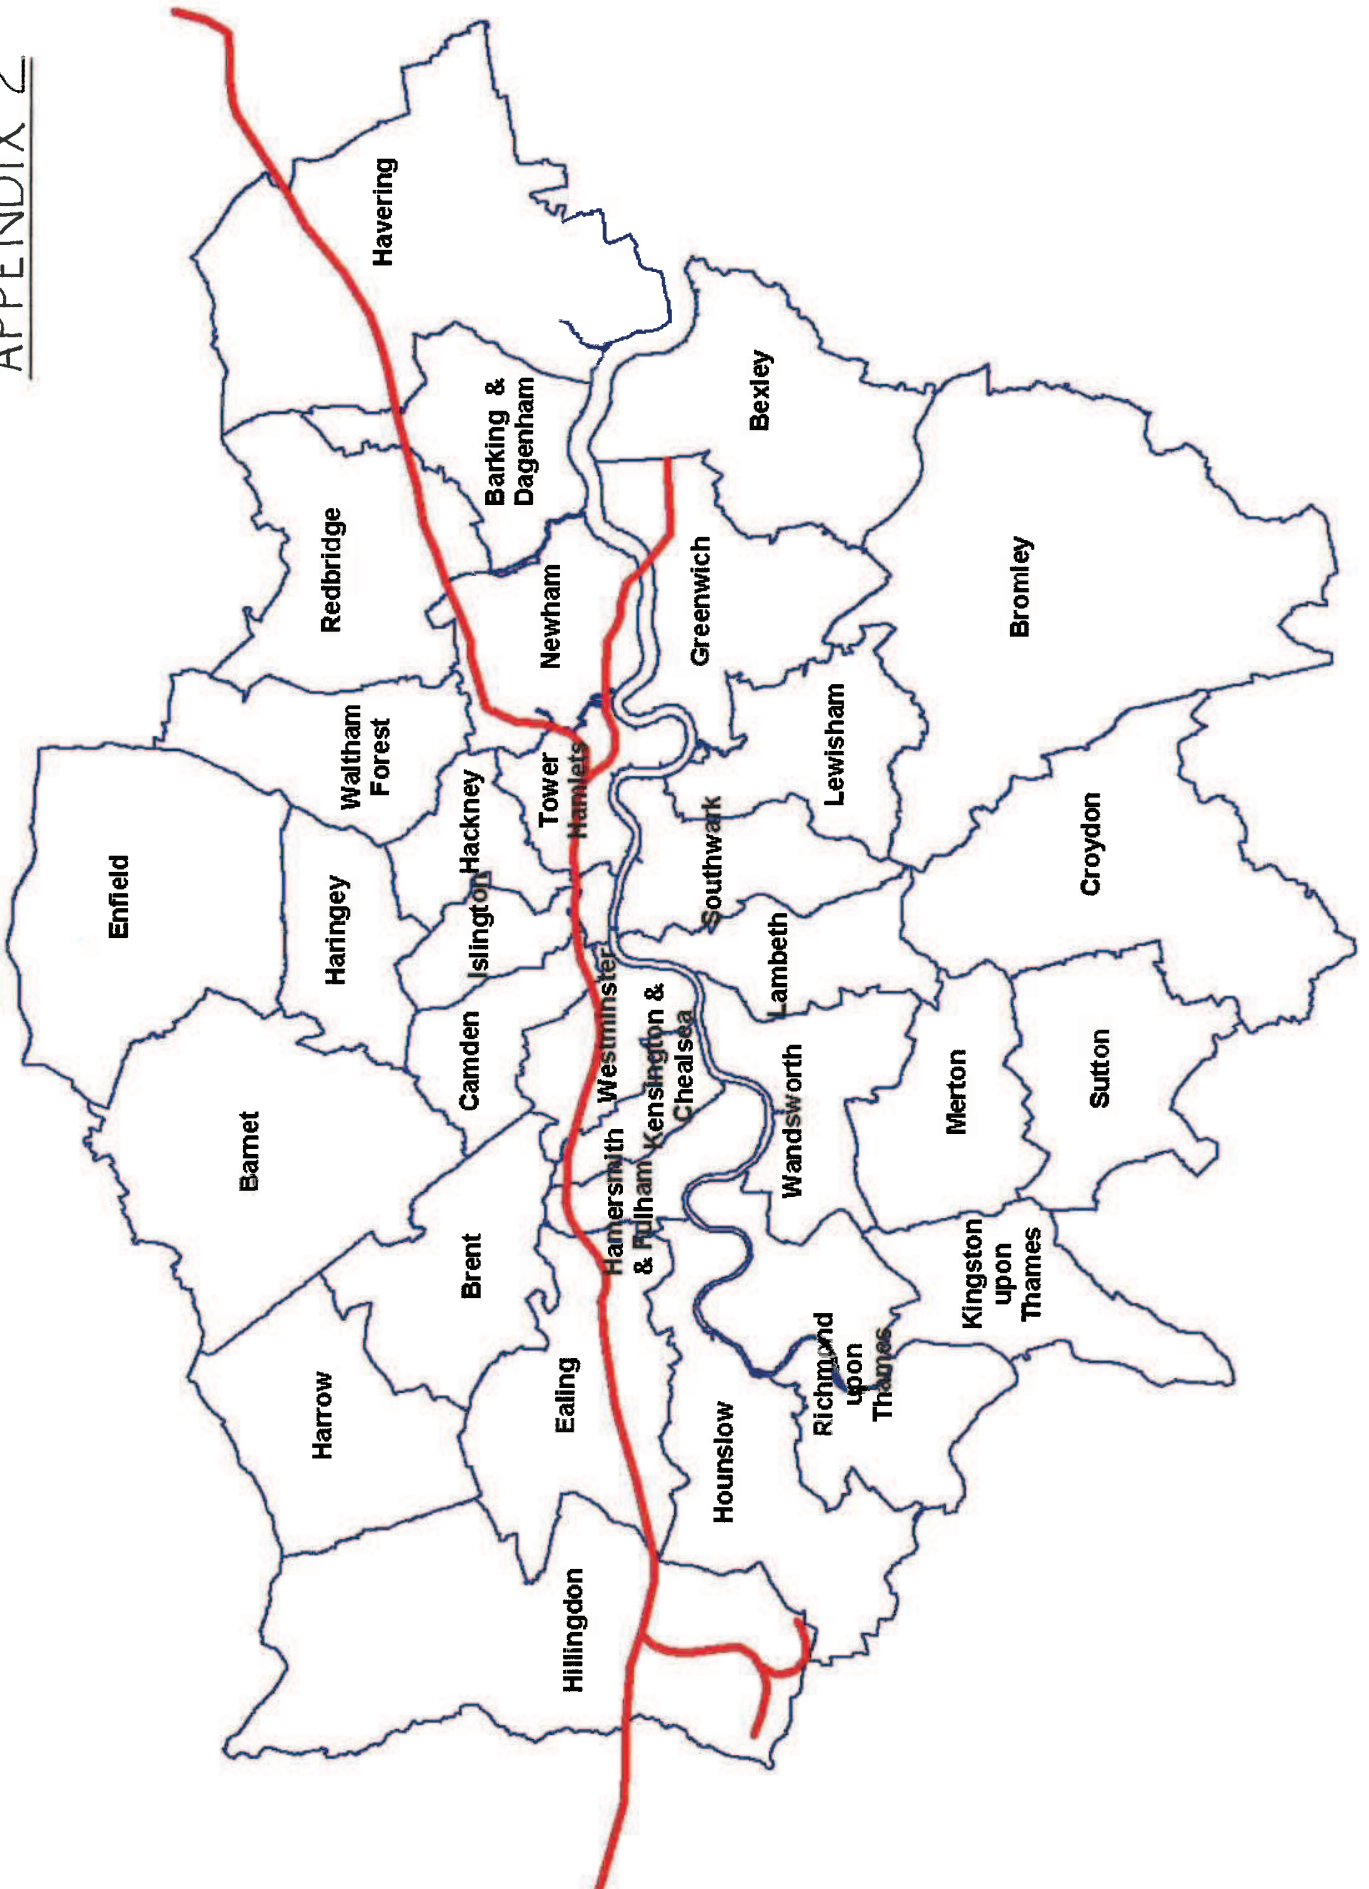 APPENDIX 2
Enfield
Barnet
Harrow
Haringey
Waltham
Forest
Redbridge
Havering
Brent
Camden
Islington
Hackney
Hillingdon
Ealing
Tower
Hamlets
Newham
Barking &
Dagenham
Hamersmith
& Fulham
Westminster
Kensington &
Chealsea
Hounslow
Southwark
Greenwich
Bexley
Richmond
upon
Thames
Wandsworth
Lambeth
Lewisham
Kingston
upon
Thames
Merton
Bromley
Sutton
Croydon